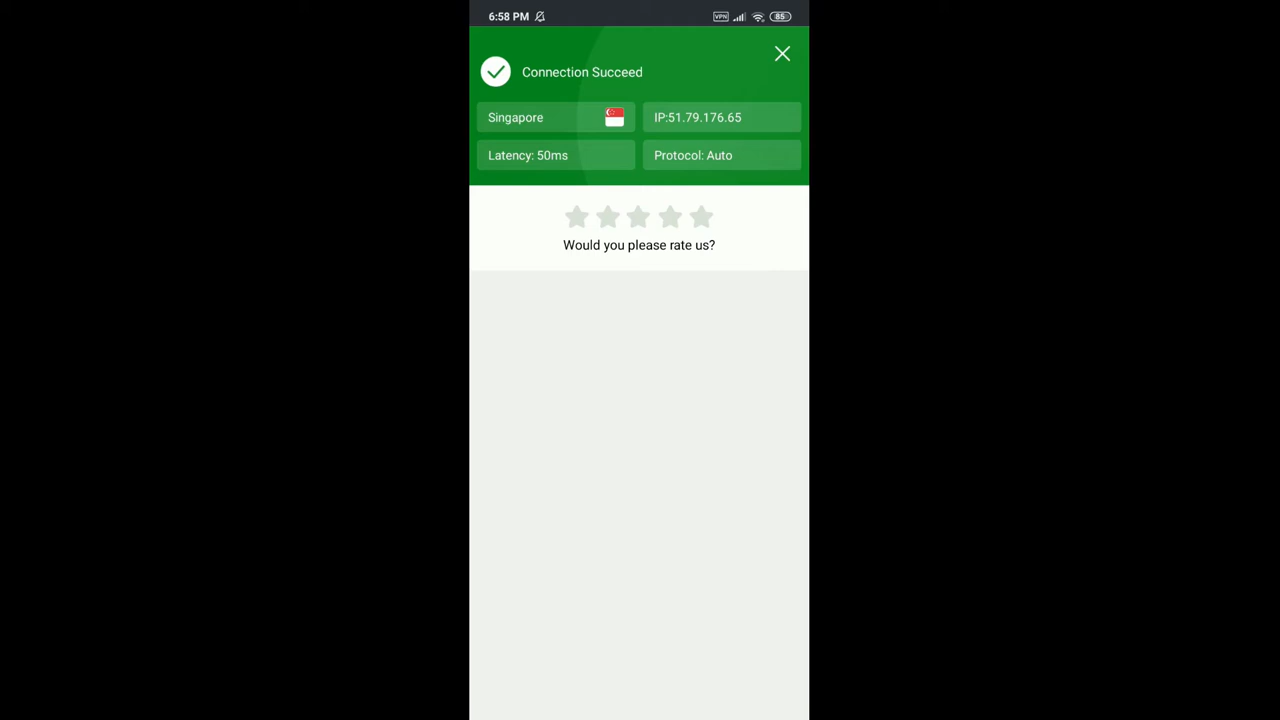 6:58 PM
VPN
85
Connection Succeed
Singapore
IP:51.79.176.65
Latency: 50ms
Protocol: Auto
Would you please rate us?